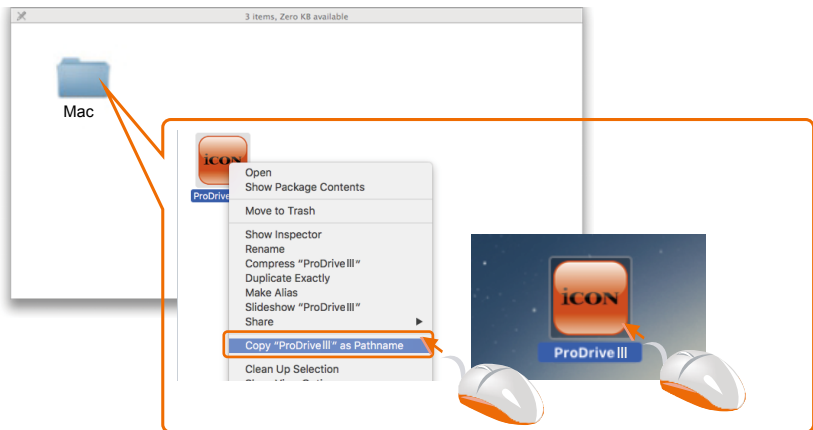 3 items, Zero KB available
Mac
iCON
ProDrive
Open
Show Package Contents
Move to Trash
Show Inspector
Rename
Compress “ProDriveIII”
Duplicate Exactly
Make Alias
Slideshow “ProDriveIII”
Share
Copy “ProDriveIII” as Pathname
Clean Up Selection
iCON
ProDriveIII